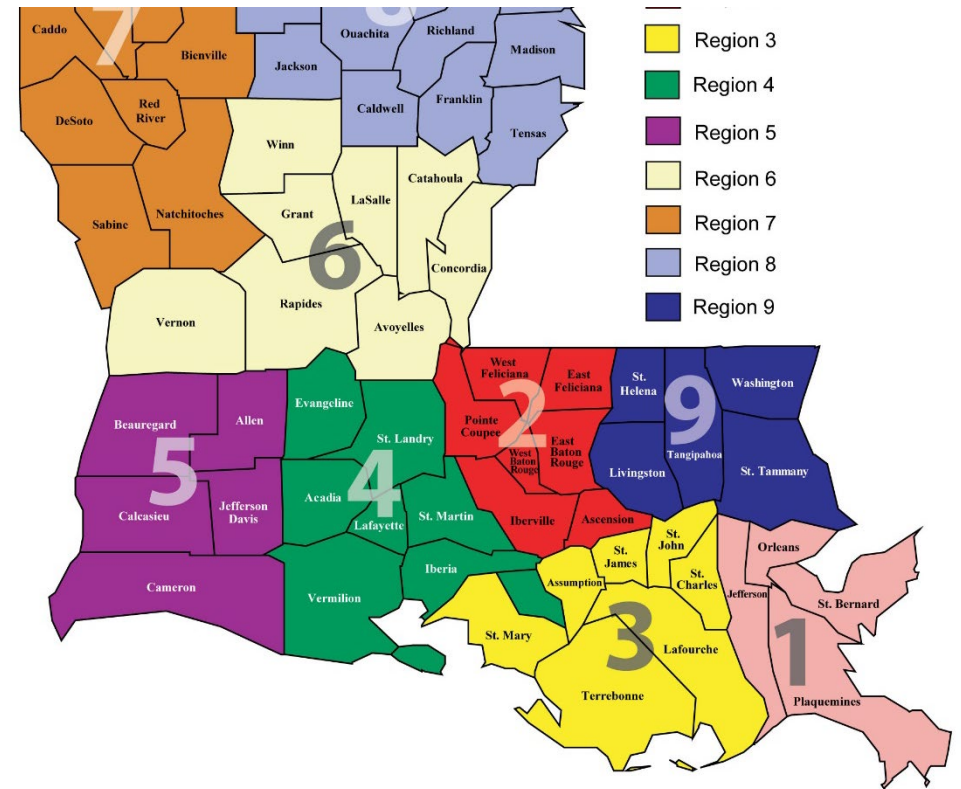 Caddo
7
Bienville
DeSoto
Red
River
Sabine
Natchitoches
8
Ouachita
Richland
Madison
Jackson
Caldwell
Franklin
Tensas
Winn
Grant
LaSalle
Catahoula
6
Concordia
Rapides
Vernon
Avoyelles
Region 3
Region 4
Region 5
Region 6
Region 7
Region 8
Region 9
Beauregard
Allen
5
Calcasieu
Jefferson
Davis
Cameron
Evangeline
St. Landry
4
Acadia
Lafayette
St. Martin
Iberia
Vermilion
West
Feliciana
East
Feliciana
2
Pointe
Coupee
West
Baton
Rouge
East
Baton
Rouge
Iberville
Ascension
St.
Helena
9
Washington
Tangipahoa
Livingston
St. Tammany
St.
James
St.
John
St.
Charles
Assumption
St. Mary
3
Lafourche
Terrebonne
Orleans
Jefferson
St. Bernard
1
Plaquemines